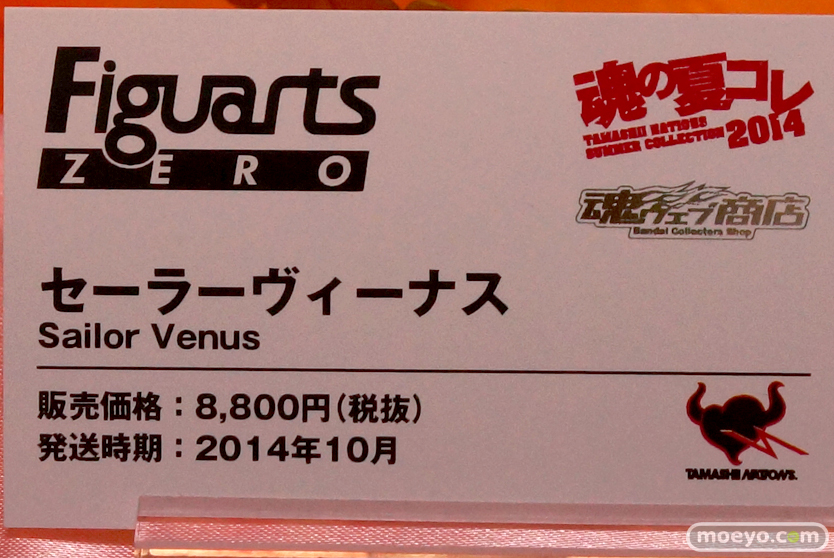 Figuarts
ZERO
魂の夏コレ
TAMASHII NATIONS
SUMMER COLLECTION 2014
魂ウェブ商店
Bandai Collectors Shop
セーラーヴィーナス
Sailor Venus
販売価格：8,800円（税抜）
発送時期：2014年10月
TAMASHII NATIONS
moeyo.com